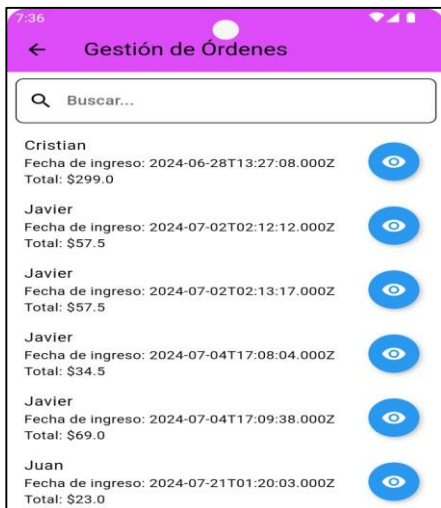 7:36
Gestión de Órdenes
Buscar...
Cristian
Fecha de ingreso: 2024-06-28T13:27:08.000Z
Total: $299.0
Javier
Fecha de ingreso: 2024-07-02T02:12:12.000Z
Total: $57.5
Javier
Fecha de ingreso: 2024-07-02T02:13:17.000Z
Total: $57.5
Javier
Fecha de ingreso: 2024-07-04T17:08:04.000Z
Total: $34.5
Javier
Fecha de ingreso: 2024-07-04T17:09:38.000Z
Total: $69.0
Juan
Fecha de ingreso: 2024-07-21T01:20:03.000Z
Total: $23.0